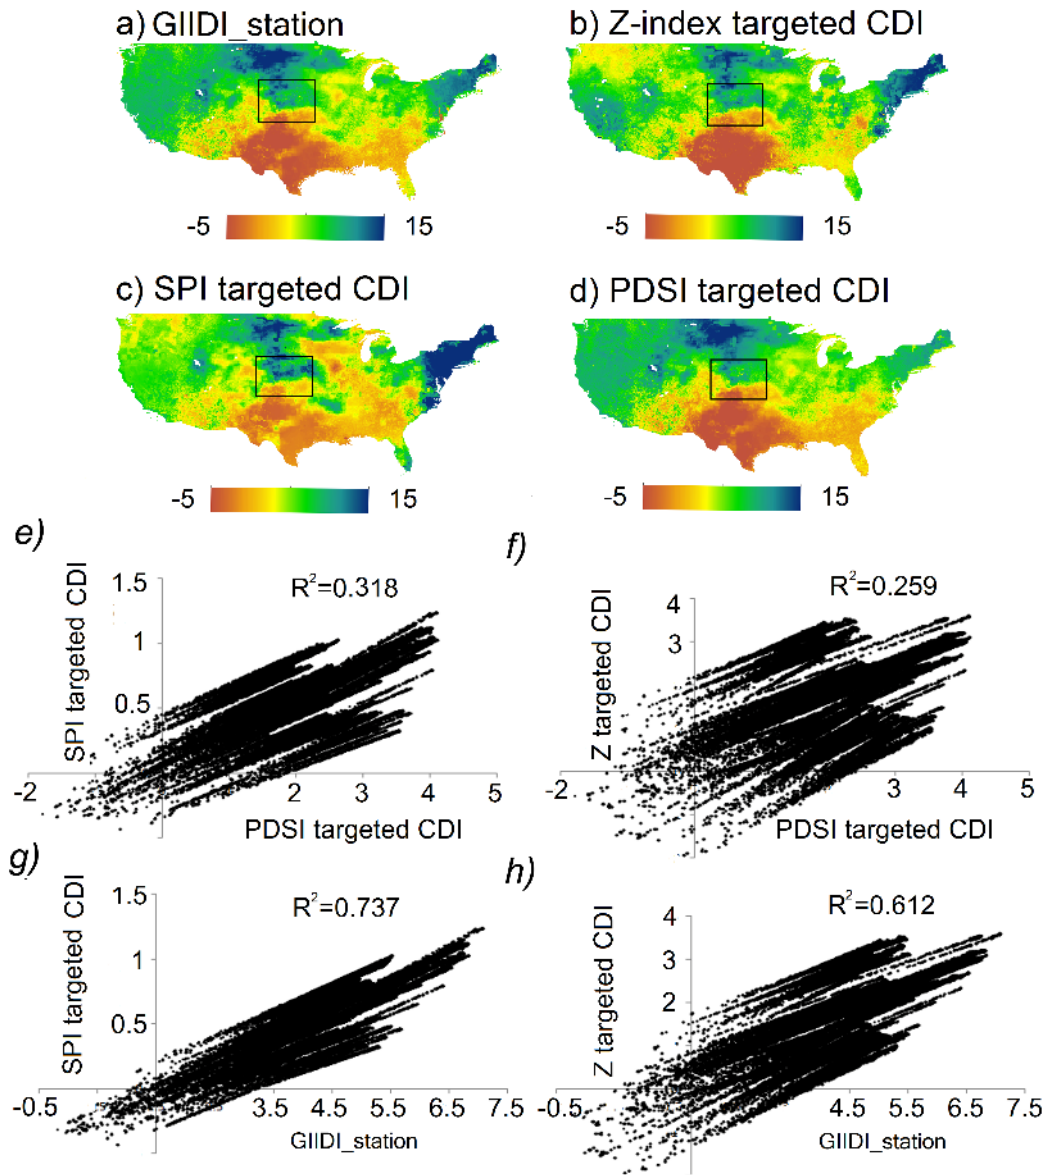 a) GIIDI_station
b) Z-index targeted CDI
-5 15
-5 15
c) SPI targeted CDI
d) PDSI targeted CDI
-5 15
-5 15
e)
f)
SPI targeted CDI
1.5
1
0.5
R²=0.318
-2 2 4 5
PDSI targeted CDI
Z targeted CDI
4
3
R²=0.259
-2 1 2 3 4 5
PDSI targeted CDI
g)
h)
SPI targeted CDI
1.5
1
0.5
R²=0.737
-0.5 3.5 4.5 5.5 6.5 7.5
GIIDI_station
Z targeted CDI
4
3
2
R²=0.612
-0.5 4.5 5.5 6.5 7.5
GIIDI_station